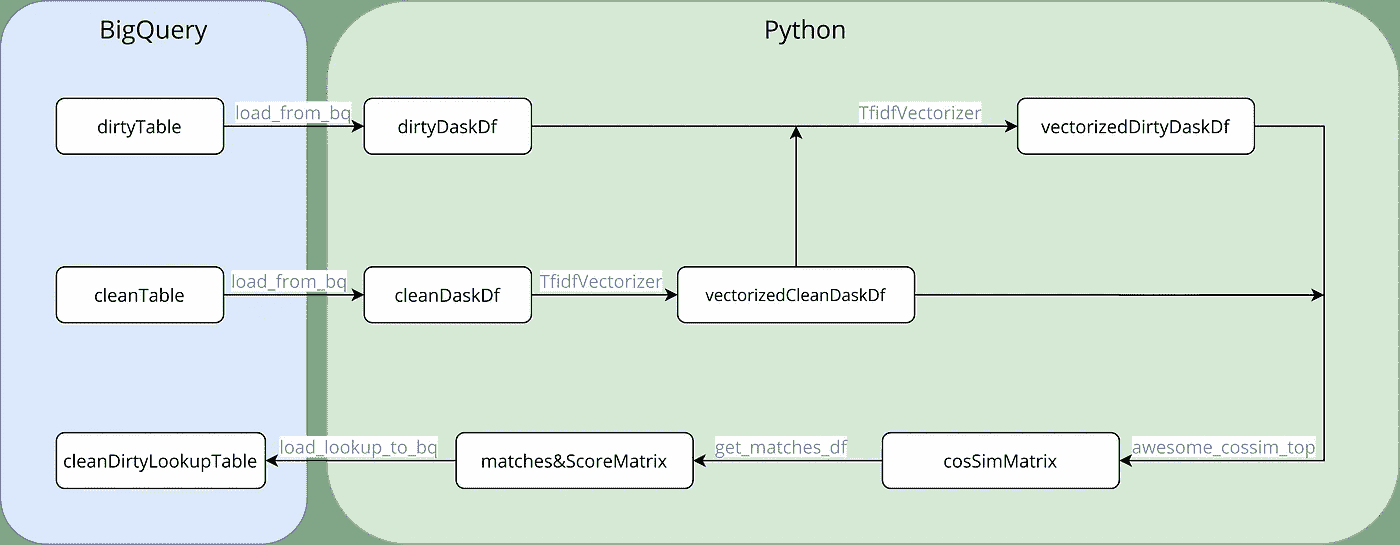 BigQuery
Python
dirtyTable
load_from_bq
dirtyDaskDf
TfidfVectorizer
vectorizedDirtyDaskDf
cleanTable
load_from_bq
cleanDaskDf
TfidfVectorizer
vectorizedCleanDaskDf
cleanDirtyLookupTable
load_lookup_to_bq
matches&ScoreMatrix
get_matches_df
cosSimMatrix
awesome_cossim_top